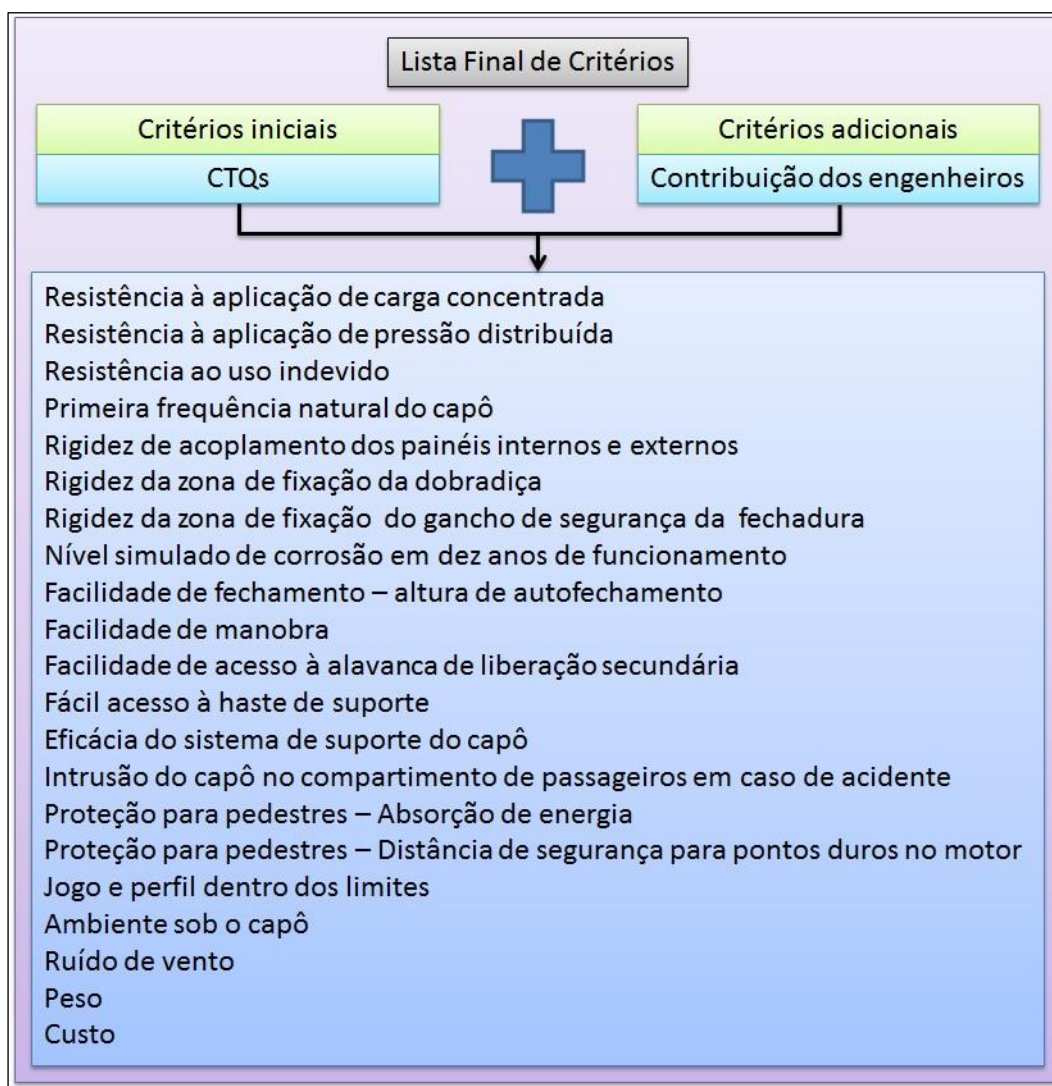 Lista Final de Critérios
Critérios iniciais
CTQs
Critérios adicionais
Contribuição dos engenheiros
Resistência à aplicação de carga concentrada
Resistência à aplicação de pressão distribuída
Resistência ao uso indevido
Primeira frequência natural do capô
Rigidez de acoplamento dos painéis internos e externos
Rigidez da zona de fixação da dobradiça
Rigidez da zona de fixação do gancho de segurança da fechadura
Nível simulado de corrosão em dez anos de funcionamento
Facilidade de fechamento – altura de autofechamento
Facilidade de manobra
Facilidade de acesso à alavanca de liberação secundária
Fácil acesso à haste de suporte
Eficácia do sistema de suporte do capô
Intrusão do capô no compartimento de passageiros em caso de acidente
Proteção para pedestres – Absorção de energia
Proteção para pedestres – Distância de segurança para pontos duros no motor
Jogo e perfil dentro dos limites
Ambiente sob o capô
Ruído de vento
Peso
Custo